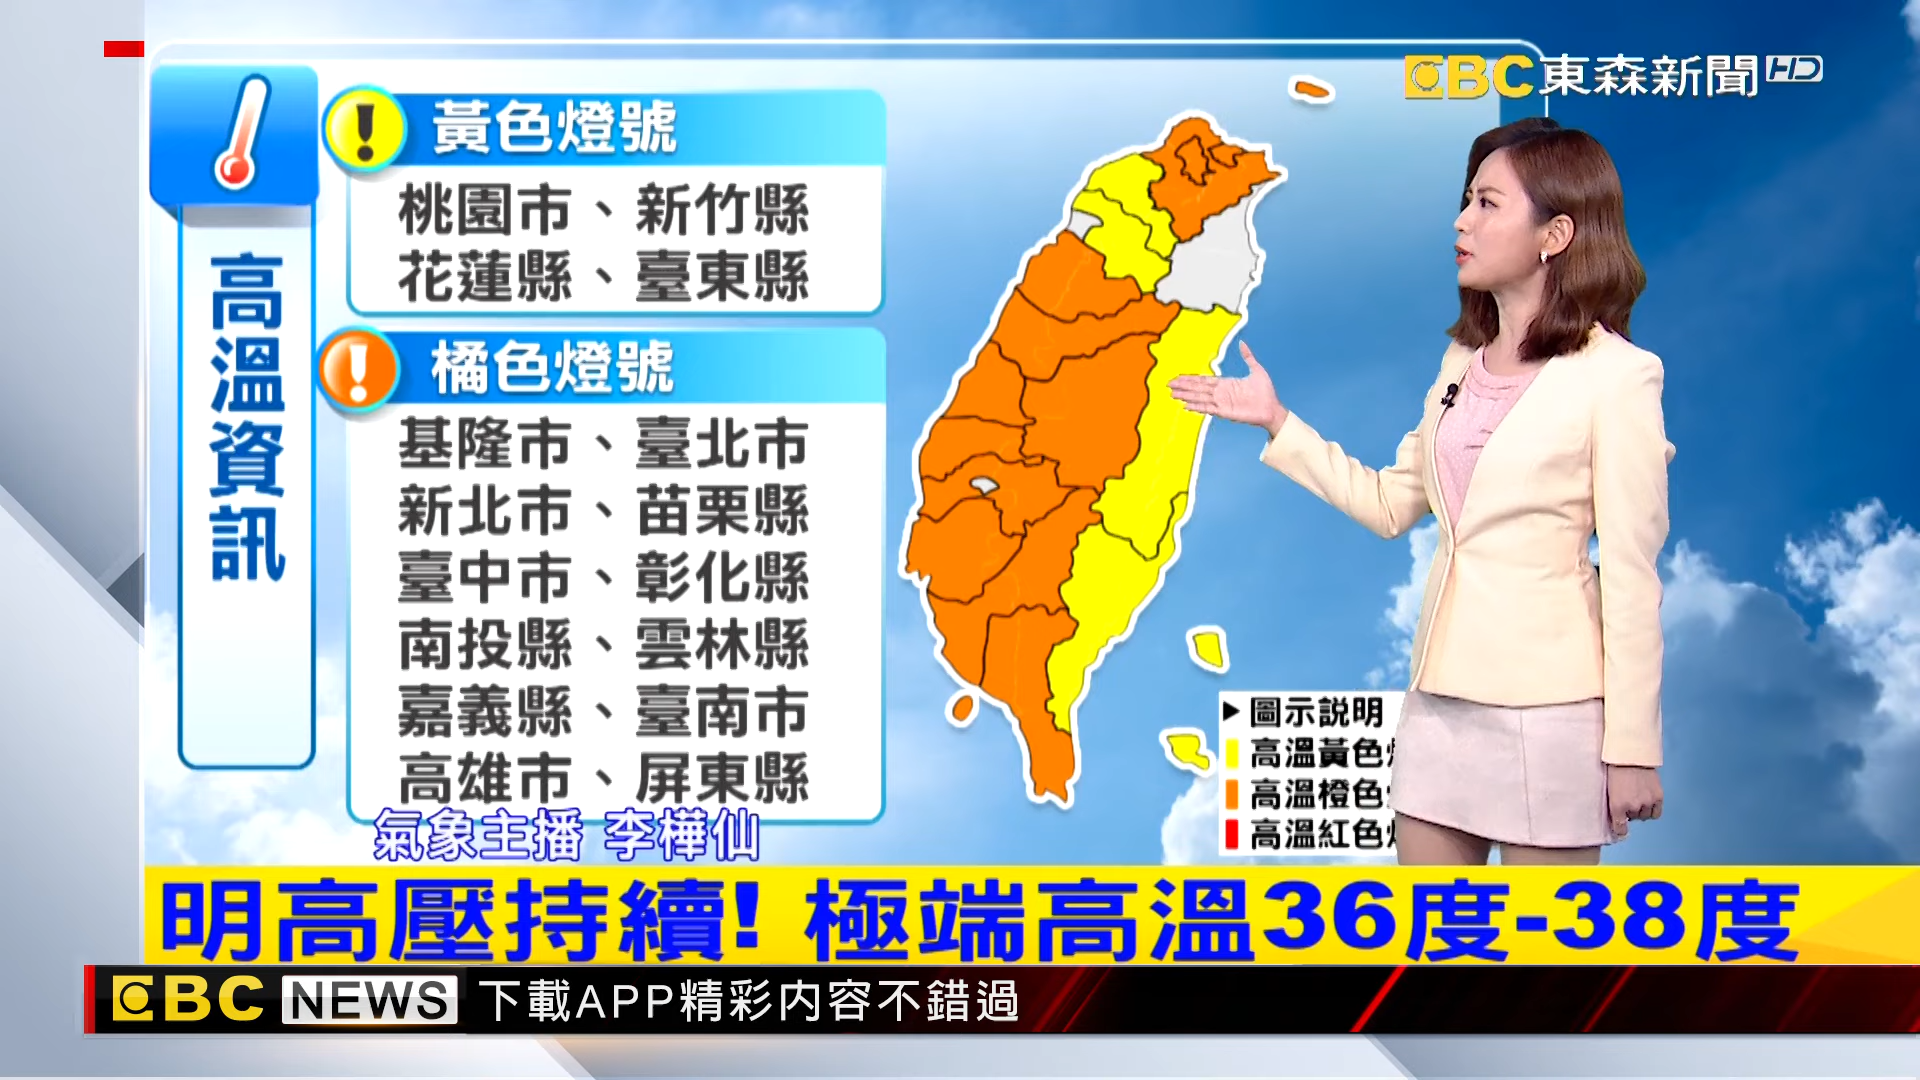 EBC東森新聞HD
高溫資訊
黃色燈號
桃園市、新竹縣
花蓮縣、臺東縣
橘色燈號
基隆市、臺北市
新北市、苗栗縣
臺中市、彰化縣
南投縣、雲林縣
嘉義縣、臺南市
高雄市、屏東縣
圖示説明
高溫黃色
高溫橙色
高溫紅色
氣象主播 李樺仙
明高壓持續! 極端高溫36度-38度
EBC NEWS 下載APP精彩內容不錯過